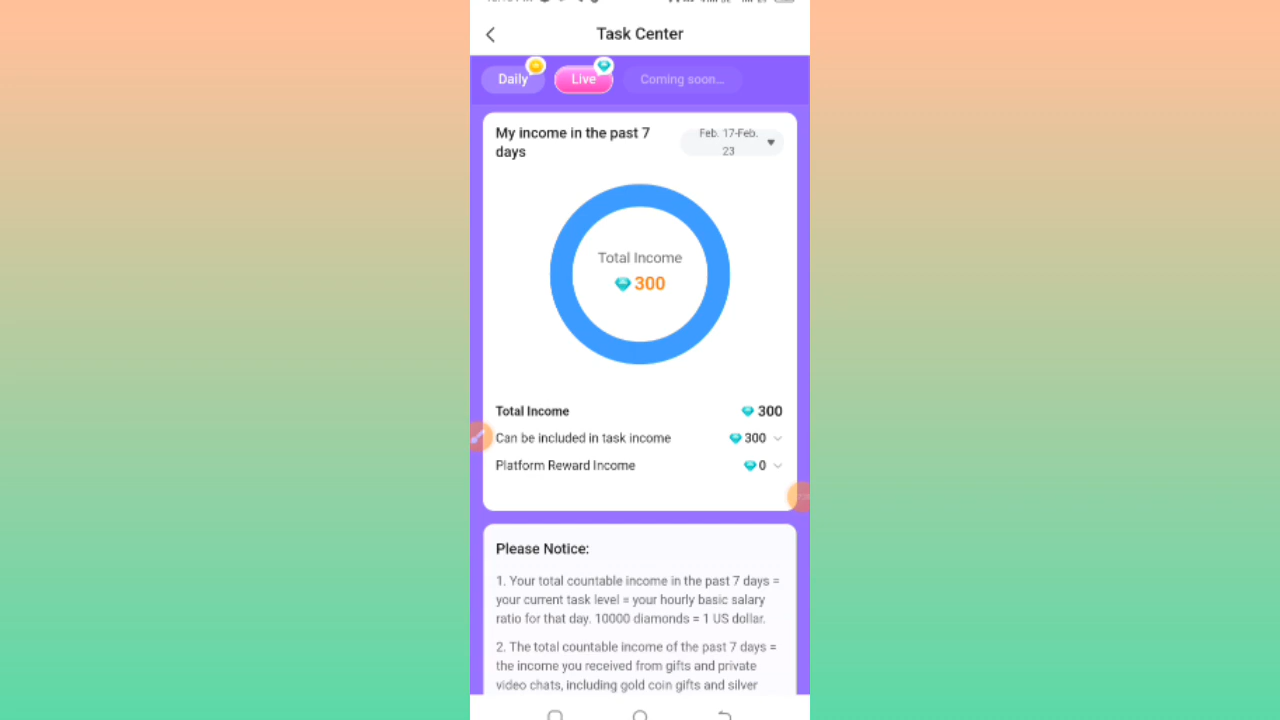 Task Center
Daily
Live
Coming soon...
My income in the past 7
days
Feb. 17-Feb.
23
Total Income
300
Total Income
300
Can be included in task income
300
Platform Reward Income
0
Please Notice:
1. Your total countable income in the past 7 days =
your current task level = your hourly basic salary
ratio for that day. 10000 diamonds = 1 US dollar.
2. The total countable income of the past 7 days =
the income you received from gifts and private
video chats, including gold coin gifts and silver